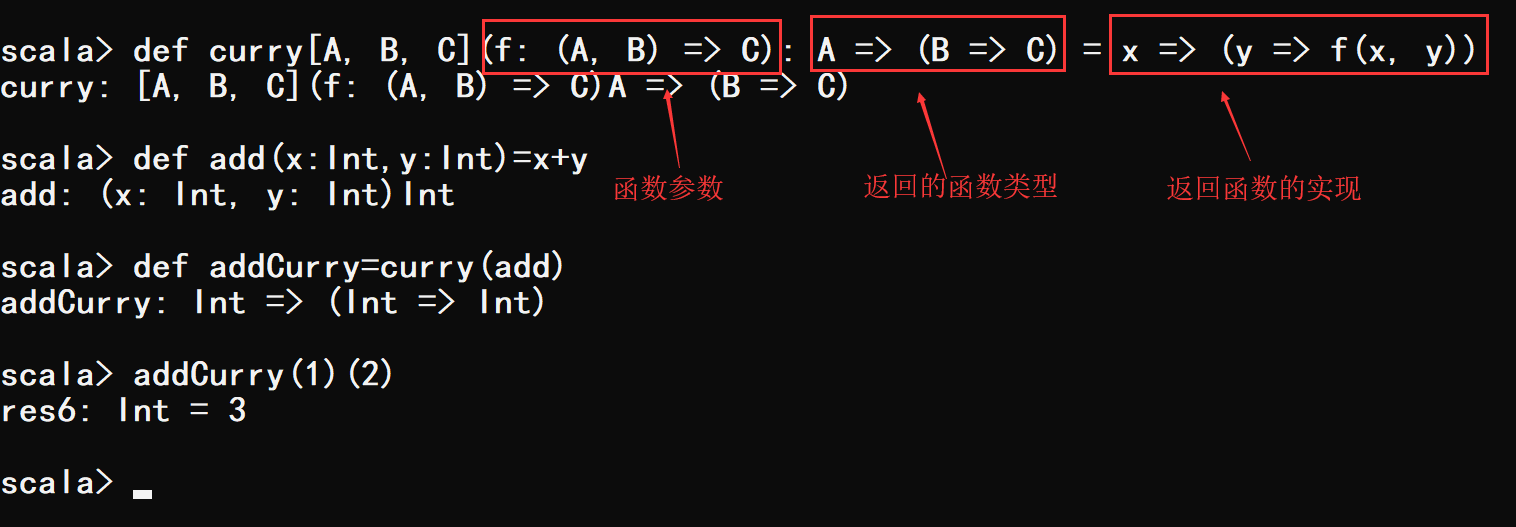 scala> def curry[A, B, C](f: (A, B) => C): A => (B => C) = x => (y => f(x, y))
curry: [A, B, C](f: (A, B) => C)A => (B => C)
scala> def add(x:Int,y:Int)=x+y
add: (x: Int, y: Int)Int
函数参数
返回的函数类型
返回函数的实现
scala> def addCurry=curry(add)
addCurry: Int => (Int => Int)
scala> addCurry(1)(2)
res6: Int = 3
scala>